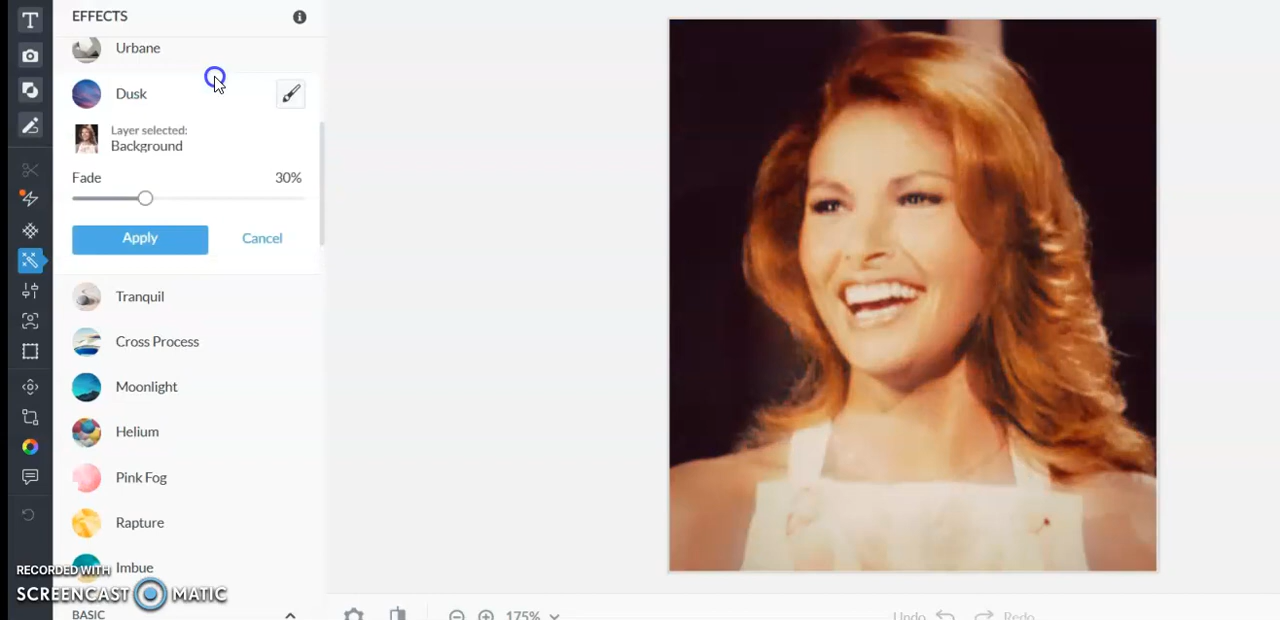 EFFECTS
Urbane
Dusk
Layer selected:
Background
Fade 30%
Apply Cancel
Tranquil
Cross Process
Moonlight
Helium
Pink Fog
Rapture
Imbue
RECORDED WITH
SCREENCAST MATIC
BASIC
175%
Undo Redo